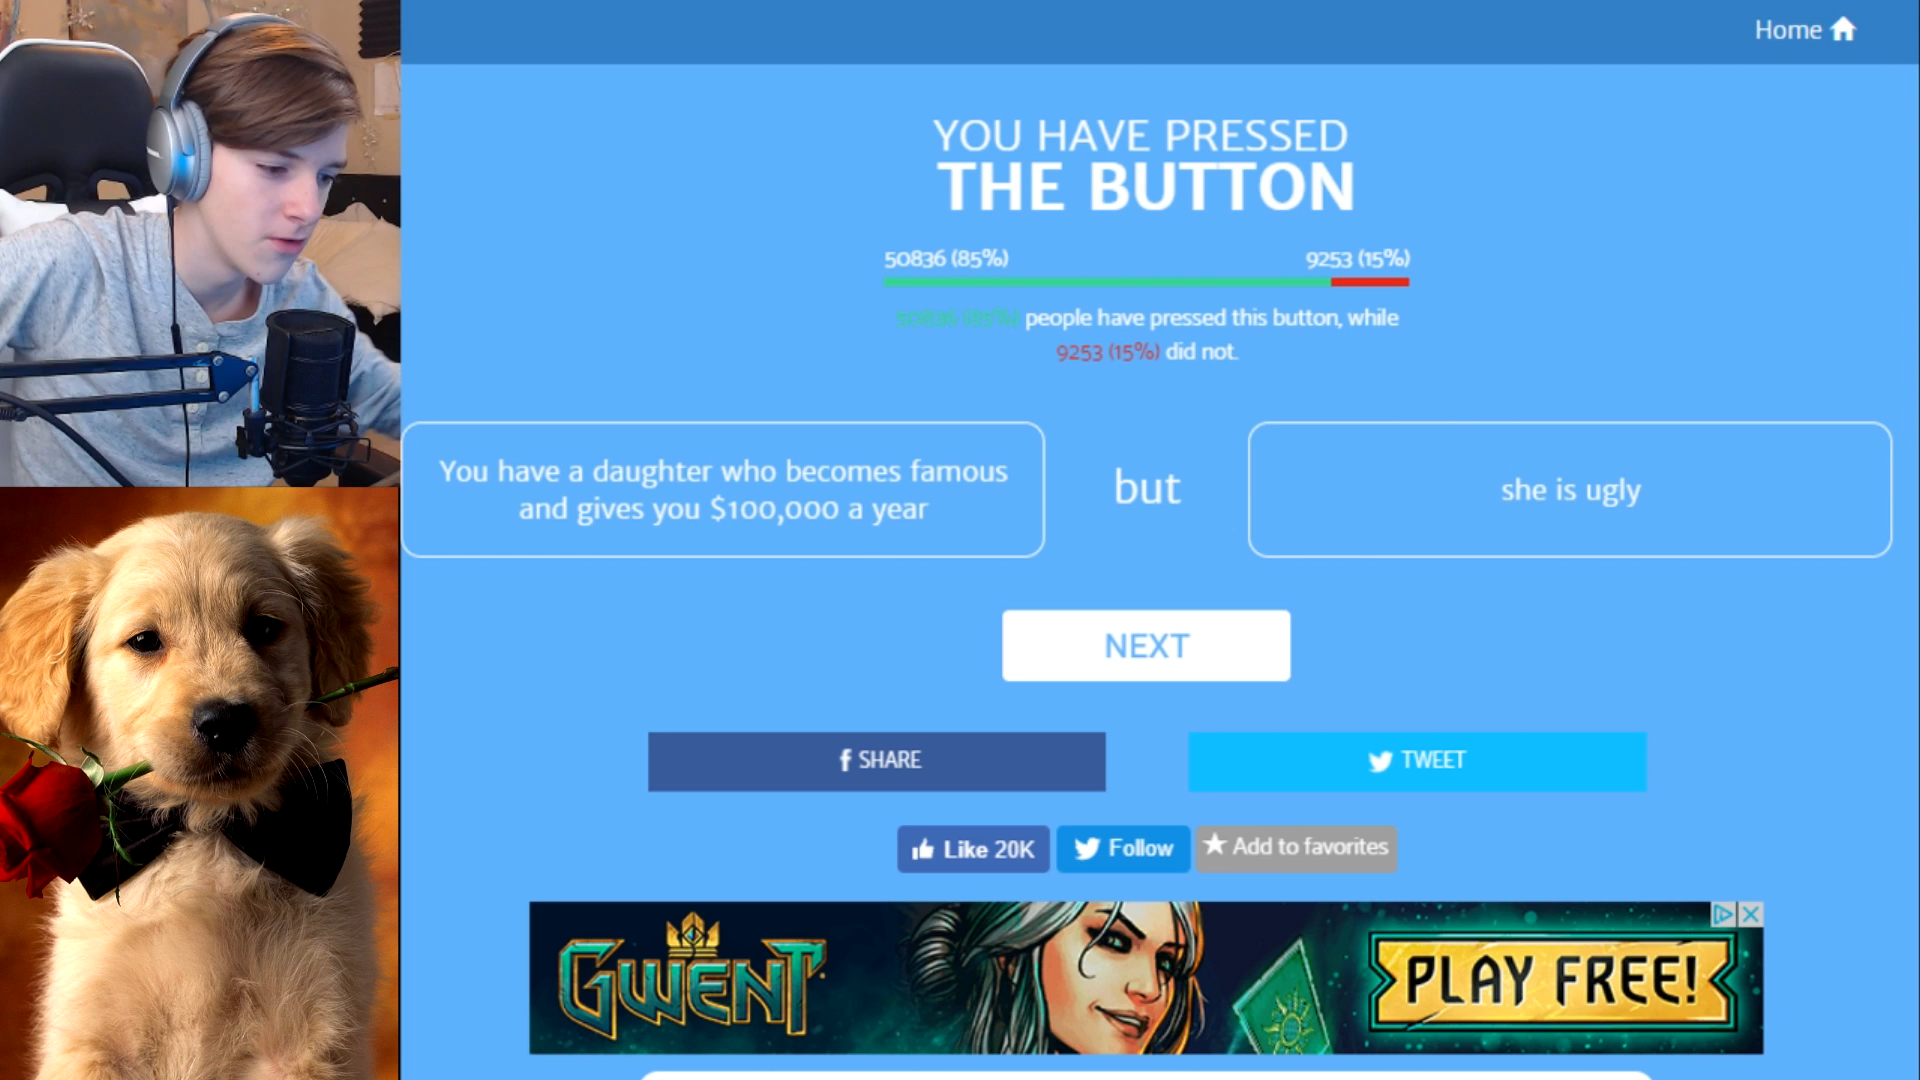 Home
YOU HAVE PRESSED
THE BUTTON
50836 (85%) 9253 (15%)
50836 (85%) people have pressed this button, while
9253 (15%) did not.
You have a daughter who becomes famous
and gives you $100,000 a year
but
she is ugly
NEXT
SHARE
TWEET
Like 20K
Follow
Add to favorites
GWENT
PLAY FREE!